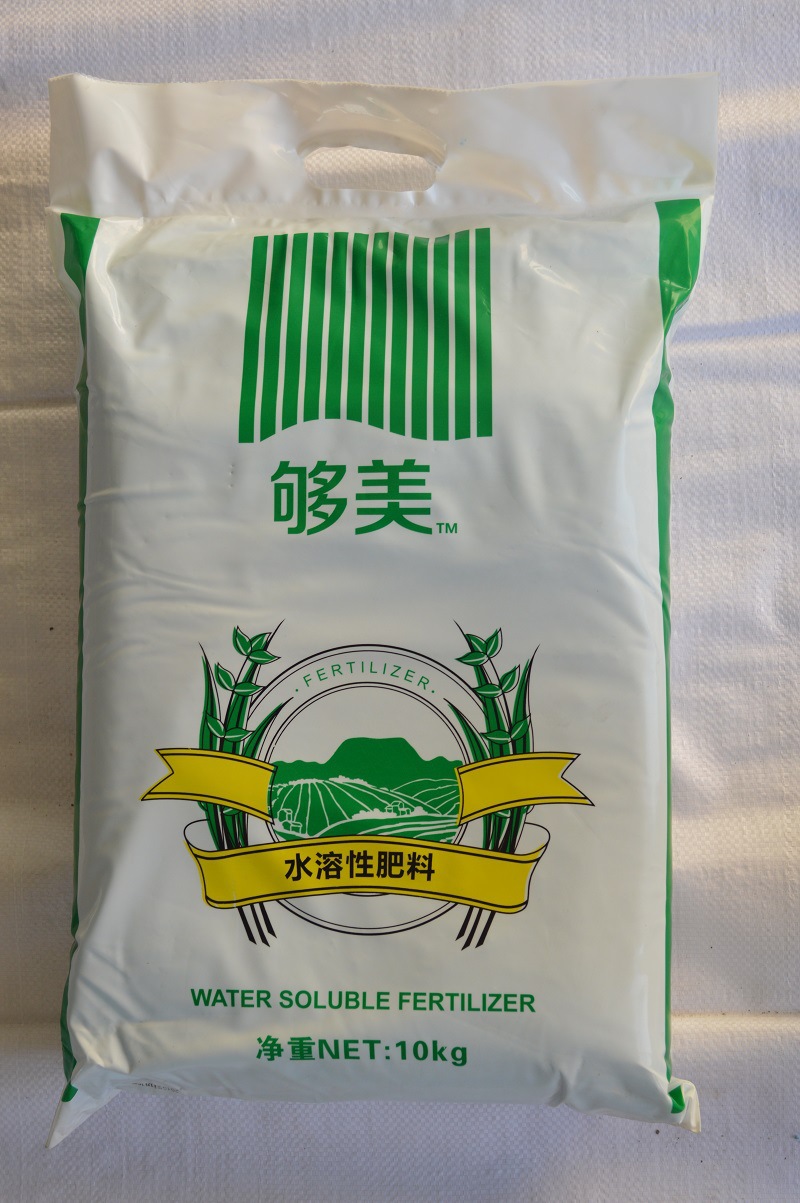 够美™
·FERTILIZER·
水溶性肥料
WATER SOLUBLE FERTILIZER
净重NET:10kg